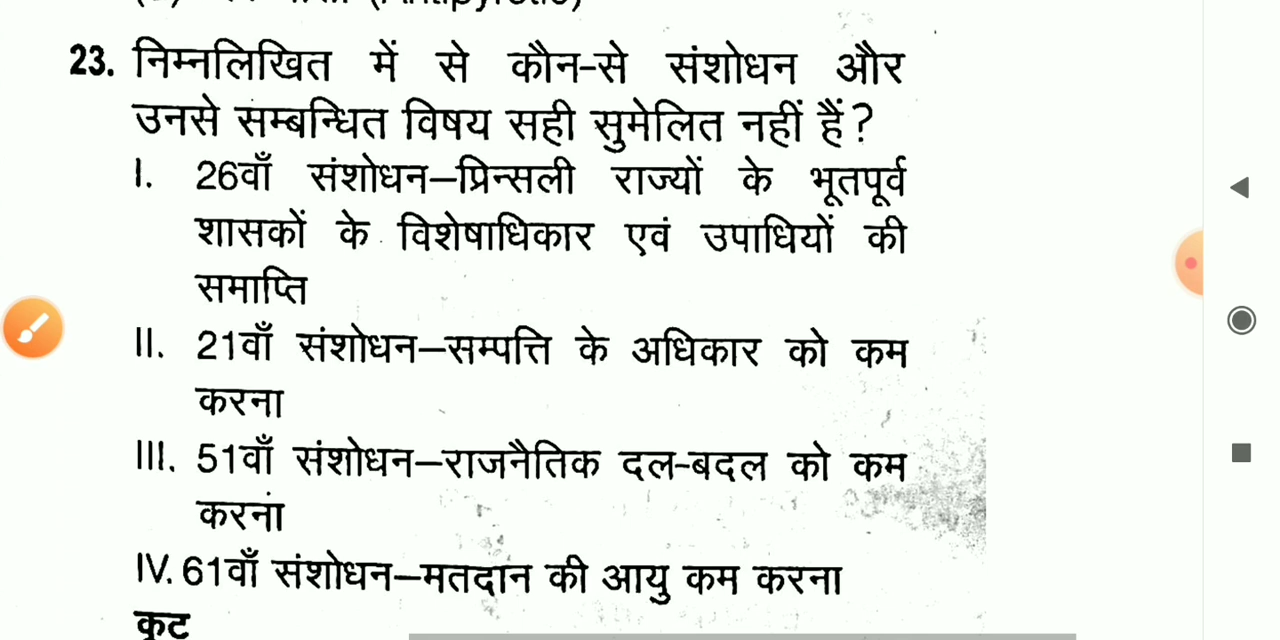 23. निम्नलिखित में से कौन-से संशोधन और
उनसे सम्बन्धित विषय सही सुमेलित नहीं हैं?
I. 26वाँ संशोधन–प्रिन्सली राज्यों के भूतपूर्व
शासकों के विशेषाधिकार एवं उपाधियों की
समाप्ति
II. 21वाँ संशोधन–सम्पत्ति के अधिकार को कम
करना
III. 51वाँ संशोधन–राजनैतिक दल-बदल को कम
करना
IV. 61वाँ संशोधन–मतदान की आयु कम करना
कूट